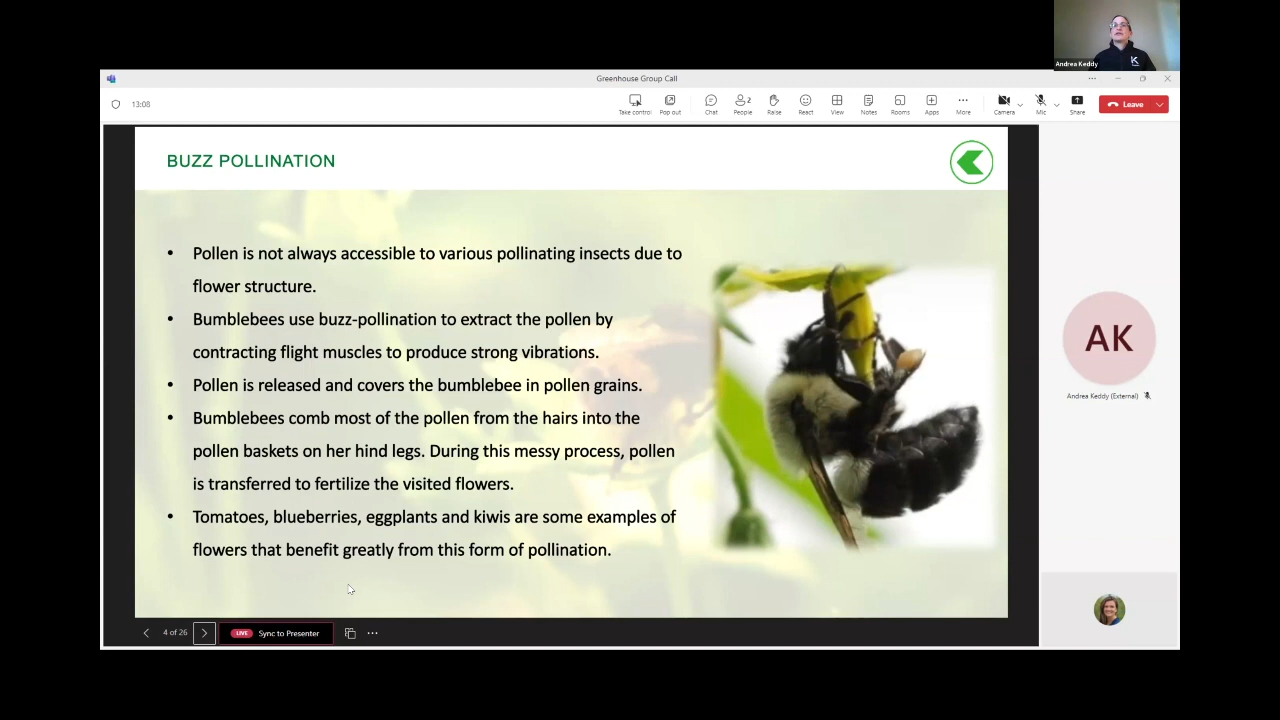 Andrea Keddy
Greenhouse Group Call
13:08
Take control
Pop out
Chat
2
People
Raise
React
View
Notes
Rooms
Apps
More
Camera
Mic
Share
Leave
BUZZ POLLINATION
• Pollen is not always accessible to various pollinating insects due to
flower structure.
• Bumblebees use buzz-pollination to extract the pollen by
contracting flight muscles to produce strong vibrations.
• Pollen is released and covers the bumblebee in pollen grains.
• Bumblebees comb most of the pollen from the hairs into the
pollen baskets on her hind legs. During this messy process, pollen
is transferred to fertilize the visited flowers.
• Tomatoes, blueberries, eggplants and kiwis are some examples of
flowers that benefit greatly from this form of pollination.
AK
Andrea Keddy (External)
4 of 26
LIVE Sync to Presenter